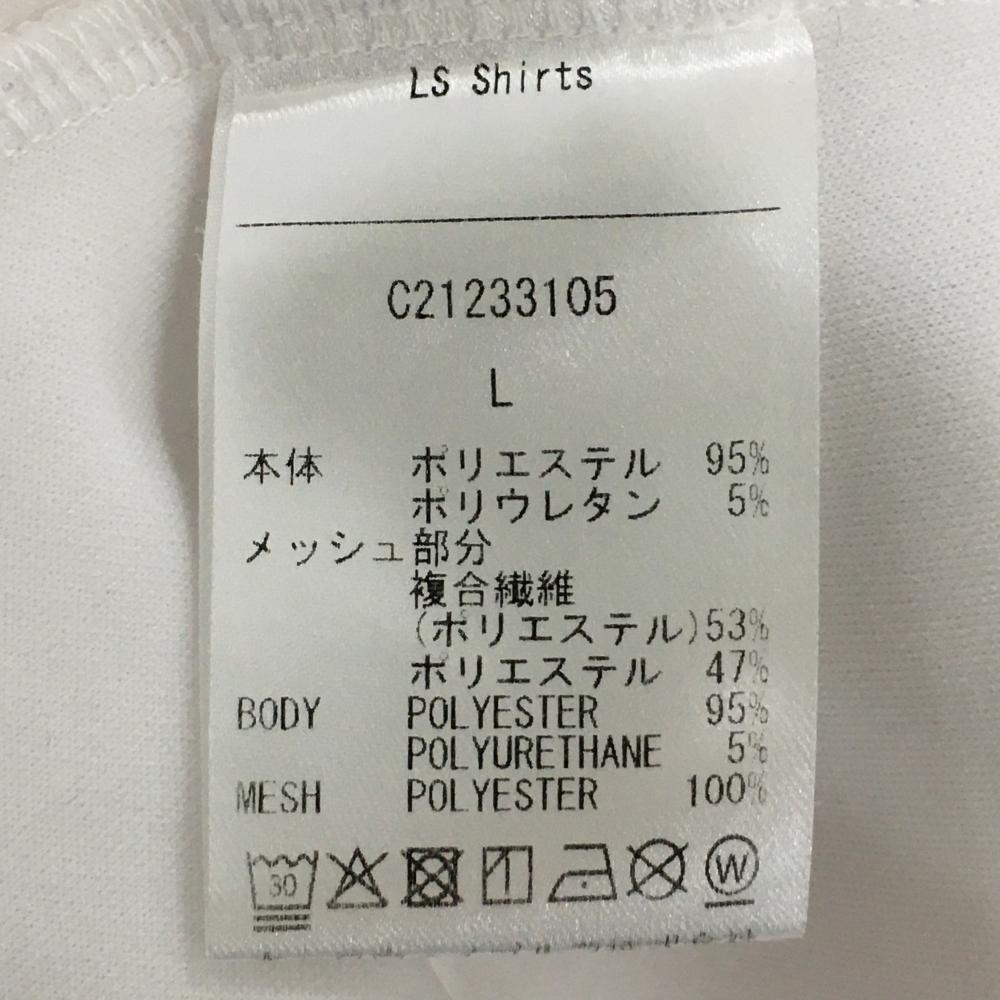 LS Shirts
C21233105
L
本体 ポリエステル 95%
ポリウレタン 5%
メッシュ部分
複合繊維
(ポリエステル)53%
ポリエステル 47%
BODY POLYESTER 95%
POLYURETHANE 5%
MESH POLYESTER 100%
30 W